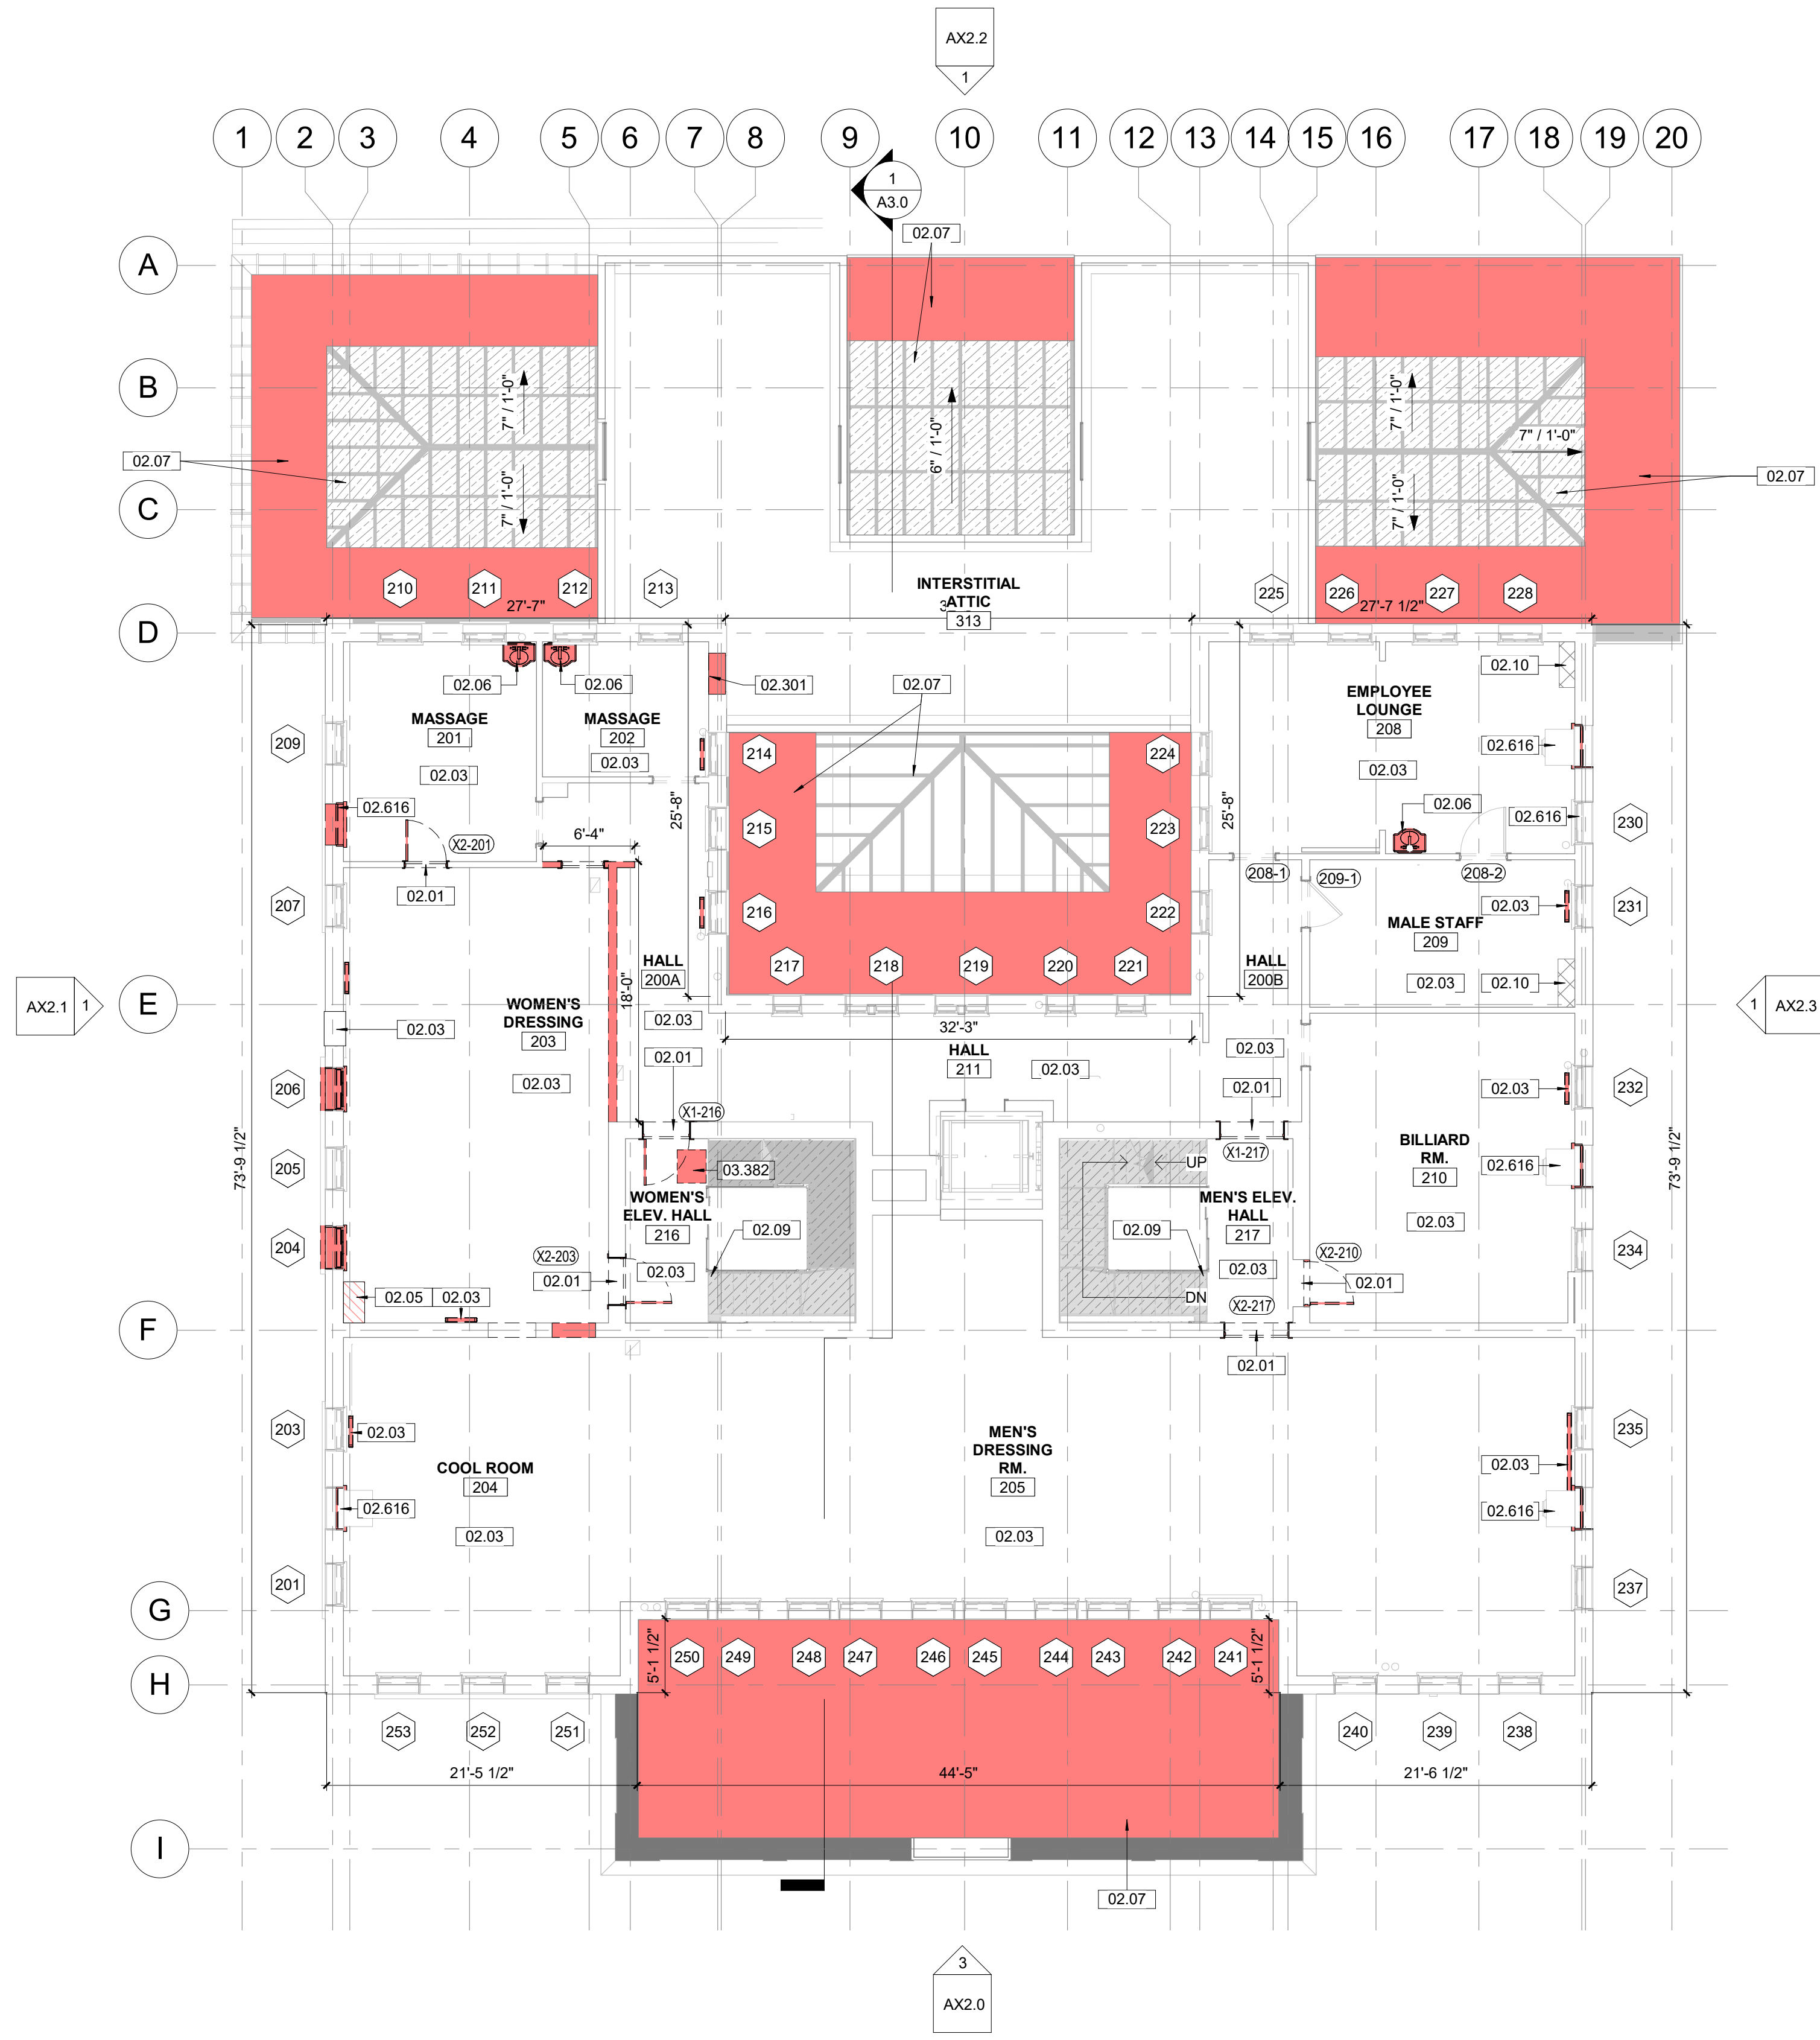 AX2.2
1
1
2
3
4
5
6
7
8
9
10
11
12
13
14
15
16
17
18
19
20
1
A3.0
02.07
A
B
7" / 1'-0"
7" / 1'-0"
6" / 1'-0"
7" / 1'-0"
7" / 1'-0"
7" / 1'-0"
02.07
02.07
C
210
211
212
213
INTERSTITIAL
ATTIC
313
225
226
227
228
27'-7"
27'-7 1/2"
D
02.06
02.06
02.301
02.07
02.10
MASSAGE
201
02.03
MASSAGE
202
02.03
EMPLOYEE
LOUNGE
208
02.03
209
214
224
02.616
02.616
25'-8"
25'-8"
02.06
02.616
215
223
230
6'-4"
X2-201
02.01
208-1
209-1
208-2
207
216
222
02.03
231
MALE STAFF
209
02.03
02.10
HALL
200A
217
218
219
220
221
HALL
200B
18'-0"
AX2.1
1
E
1
AX2.3
WOMEN'S
DRESSING
203
02.03
02.03
02.03
32'-3"
HALL
211
02.03
02.03
02.01
02.01
206
02.03
232
X1-216
X1-217
BILLIARD
RM.
210
02.03
73'-9 1/2"
73'-9 1/2"
205
03.382
UP
02.616
WOMEN'S
ELEV. HALL
216
02.09
02.09
MEN'S ELEV.
HALL
217
204
X2-203
02.01
02.03
02.03
X2-210
02.01
234
02.05
02.03
DN
X2-217
F
02.01
203
02.03
235
MEN'S
DRESSING
RM.
205
02.03
COOL ROOM
204
02.03
02.03
02.616
02.616
201
237
G
5'-1 1/2"
250
249
248
247
246
245
244
243
242
241
5'-1 1/2"
H
253
252
251
240
239
238
21'-5 1/2"
44'-5"
21'-6 1/2"
I
02.07
3
AX2.0